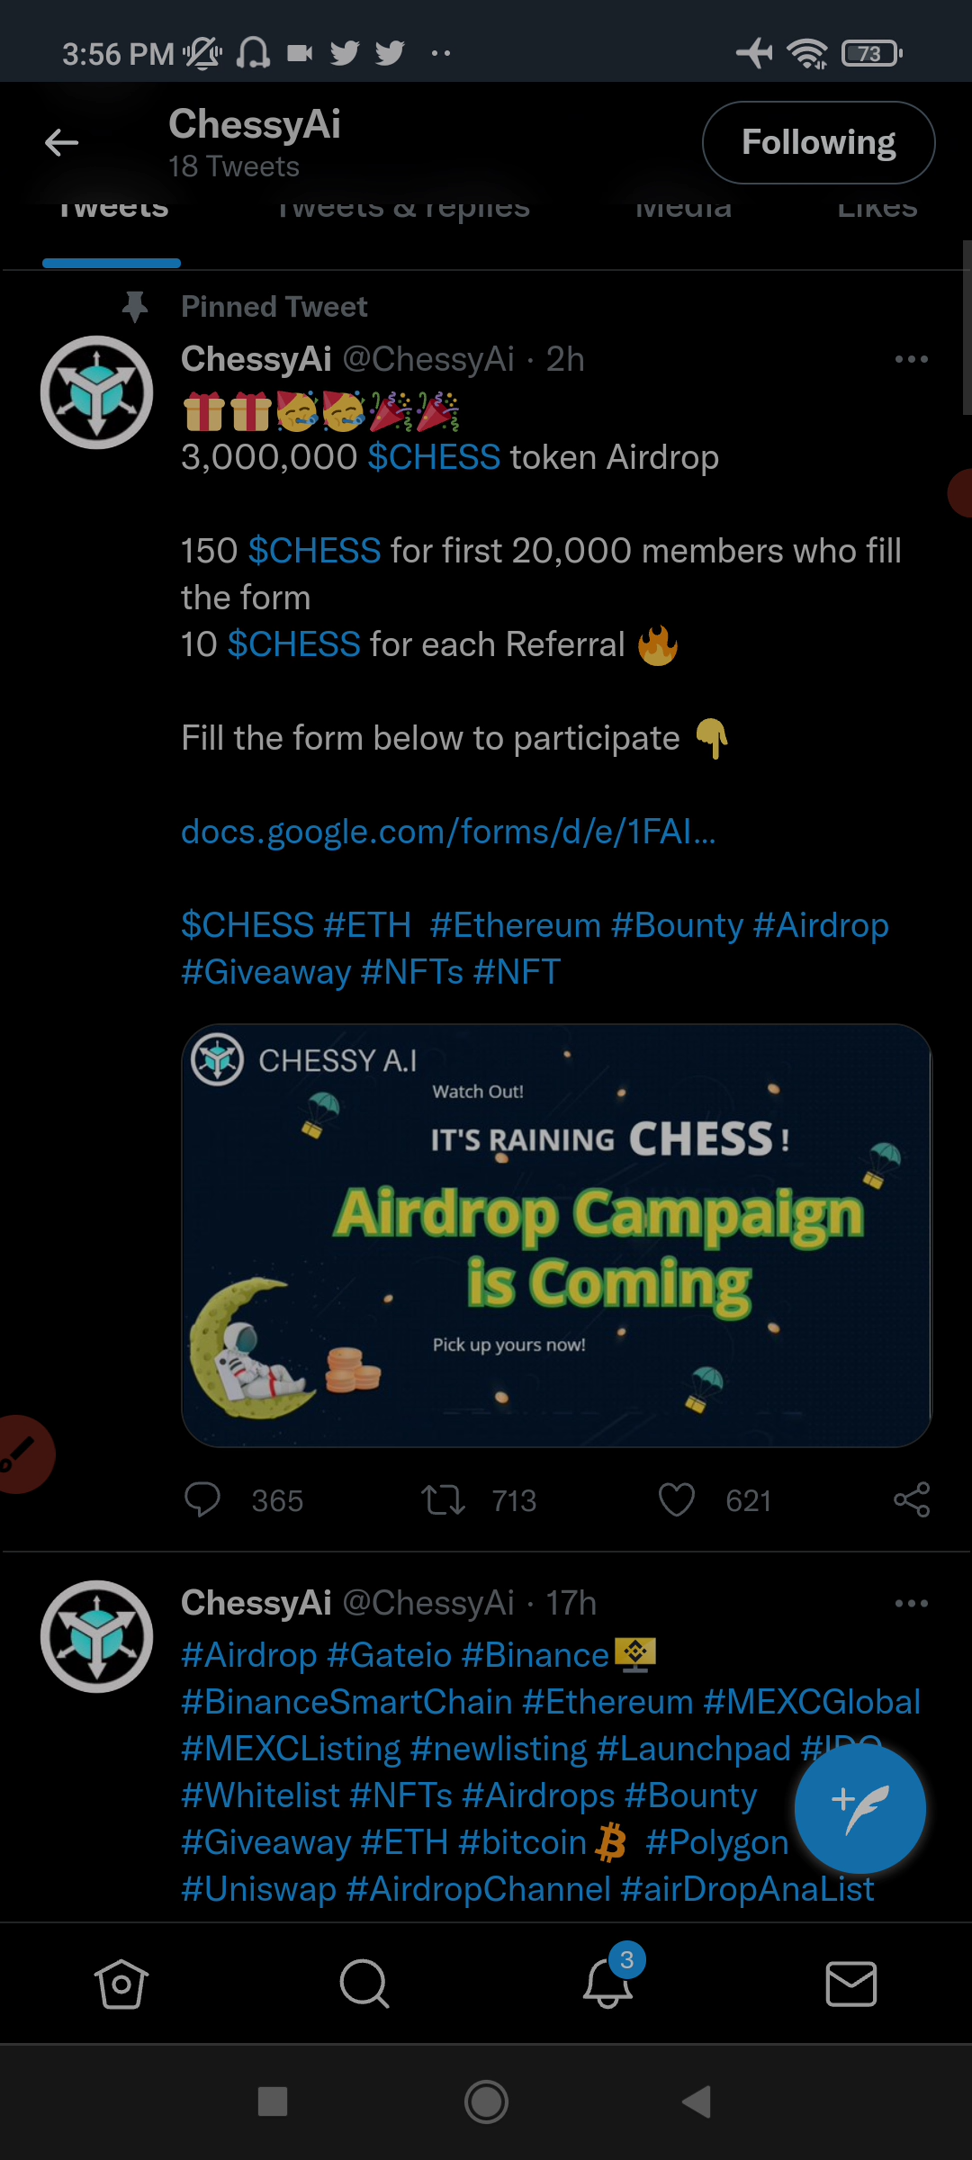 3:56 PM
73
ChessyAi
18 Tweets
Following
Tweets
Tweets & replies
Media
Likes
Pinned Tweet
ChessyAi @ChessyAi · 2h
3,000,000 $CHESS token Airdrop
150 $CHESS for first 20,000 members who fill
the form
10 $CHESS for each Referral 🔥
Fill the form below to participate 👇
docs.google.com/forms/d/e/1FAI...
$CHESS #ETH #Ethereum #Bounty #Airdrop
#Giveaway #NFTs #NFT
CHESSY A.I
Watch Out!
IT'S RAINING CHESS !
Airdrop Campaign
is Coming
Pick up yours now!
365
713
621
ChessyAi @ChessyAi · 17h
#Airdrop #Gateio #Binance
#BinanceSmartChain #Ethereum #MEXCGlobal
#MEXCListing #newlisting #Launchpad #IDO
#Whitelist #NFTs #Airdrops #Bounty
#Giveaway #ETH #bitcoin #Polygon
#Uniswap #AirdropChannel #airDropAnaList
3